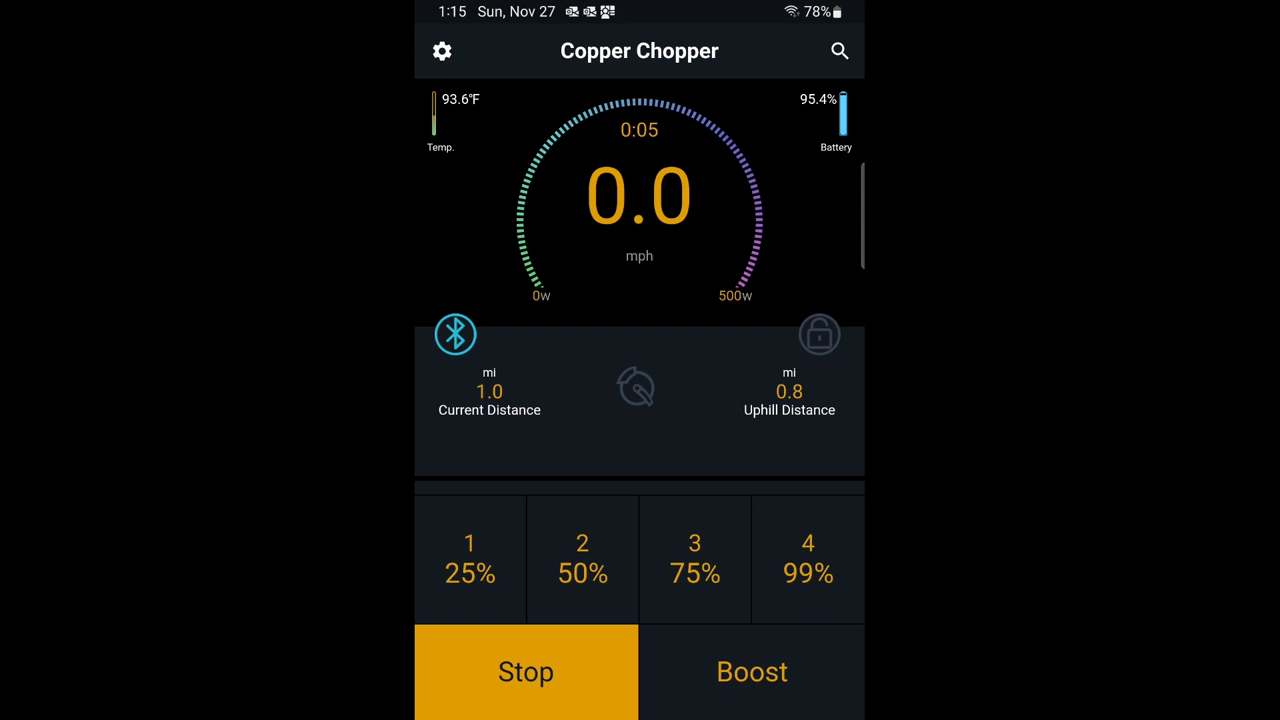 1:15 Sun, Nov 27 78%
Copper Chopper
93.6°F
95.4%
0:05
Temp.
Battery
0.0
mph
0w
500w
mi
1.0
Current Distance
mi
0.8
Uphill Distance
1
25%
2
50%
3
75%
4
99%
Stop
Boost